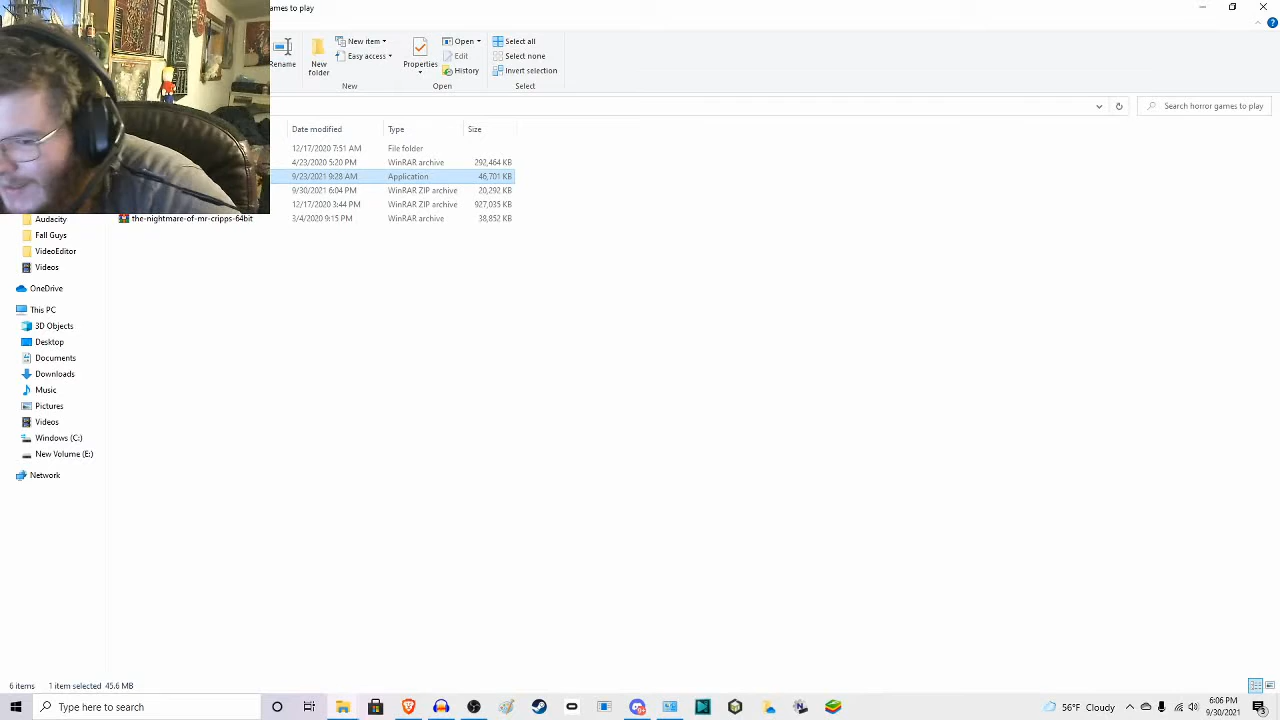 ames to play
Rename
New
folder
New item
Easy access
New
Properties
Open
Edit
History
Open
Select all
Select none
Invert selection
Select
Search horror games to play
Date modified Type Size
12/17/2020 7:51 AM File folder
4/23/2020 5:20 PM WinRAR archive 292,464 KB
9/23/2021 9:28 AM Application 46,701 KB
9/30/2021 6:04 PM WinRAR ZIP archive 20,292 KB
12/17/2020 3:44 PM WinRAR ZIP archive 927,035 KB
the-nightmare-of-mr-cripps-64bit 3/4/2020 9:15 PM WinRAR archive 38,852 KB
Audacity
Fall Guys
VideoEditor
Videos
OneDrive
This PC
3D Objects
Desktop
Documents
Downloads
Music
Pictures
Videos
Windows (C:)
New Volume (E:)
Network
6 items 1 item selected 45.6 MB
Type here to search
56°F Cloudy
6:06 PM
9/30/2021